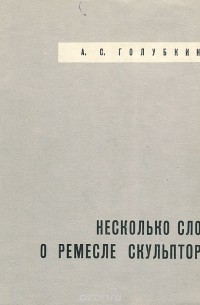 А. С. ГОЛУБКИН
НЕСКОЛЬКО СЛО
О РЕМЕСЛЕ СКУЛЬПТОР